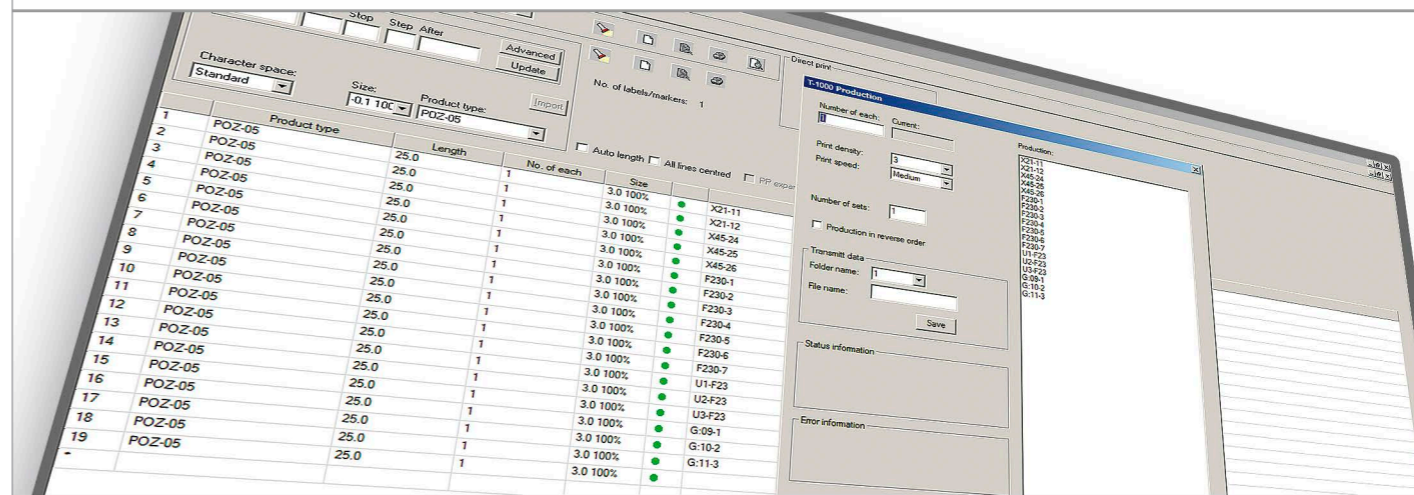 Stop Step After
Advanced
Update
Character space:
Standard
Size:
-0.1 100
Product type:
POZ-05
Import
No. of labels/markers: 1
Direct print
Auto length
All lines centred
PP expan
Product type Length No. of each Size
1 POZ-05 25.0 1 3.0 100% X21-11
2 POZ-05 25.0 1 3.0 100% X21-12
3 POZ-05 25.0 1 3.0 100% X45-24
4 POZ-05 25.0 1 3.0 100% X45-25
5 POZ-05 25.0 1 3.0 100% X45-26
6 POZ-05 25.0 1 3.0 100% F230-1
7 POZ-05 25.0 1 3.0 100% F230-2
8 POZ-05 25.0 1 3.0 100% F230-3
9 POZ-05 25.0 1 3.0 100% F230-4
10 POZ-05 25.0 1 3.0 100% F230-5
11 POZ-05 25.0 1 3.0 100% F230-6
12 POZ-05 25.0 1 3.0 100% F230-7
13 POZ-05 25.0 1 3.0 100% U1-F23
14 POZ-05 25.0 1 3.0 100% U2-F23
15 POZ-05 25.0 1 3.0 100% U3-F23
16 POZ-05 25.0 1 3.0 100% G:09-1
17 POZ-05 25.0 1 3.0 100% G:10-2
18 POZ-05 25.0 1 3.0 100% G:11-3
19 POZ-05 25.0 1 3.0 100%
T-1000 Production
Number of each:
1
Current:
Print density:
3
Print speed:
Medium
Number of sets:
1
Production in reverse order
Transmitt data
Folder name:
1
File name:
Save
Status information
Error information
Production:
X21-11
X21-12
X45-24
X45-25
X45-26
F230-1
F230-2
F230-3
F230-4
F230-5
F230-6
F230-7
U1-F23
U2-F23
U3-F23
G:09-1
G:10-2
G:11-3